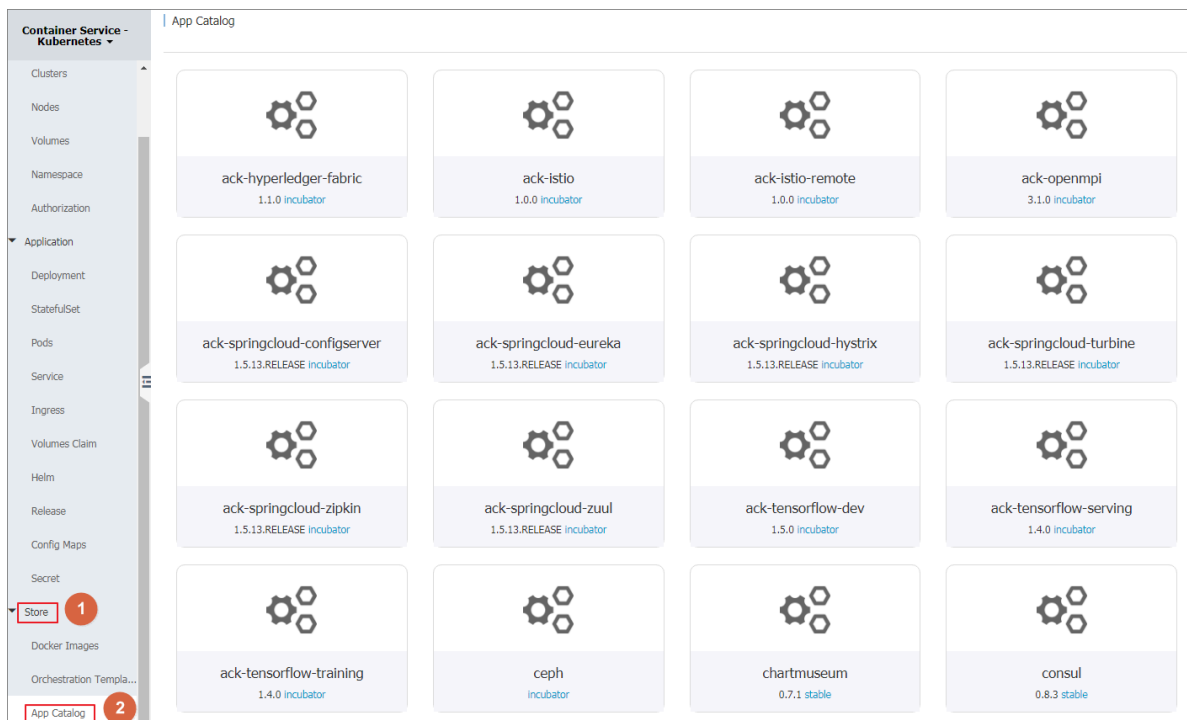 Container Service -
Kubernetes
Clusters
Nodes
Volumes
Namespace
Authorization
Application
Deployment
StatefulSet
Pods
Service
Ingress
Volumes Claim
Helm
Release
Config Maps
Secret
Store
1
Docker Images
Orchestration Templa...
App Catalog
2
App Catalog
ack-hyperledger-fabric
1.1.0 incubator
ack-istio
1.0.0 incubator
ack-istio-remote
1.0.0 incubator
ack-openmpi
3.1.0 incubator
ack-springcloud-configserver
1.5.13.RELEASE incubator
ack-springcloud-eureka
1.5.13.RELEASE incubator
ack-springcloud-hystrix
1.5.13.RELEASE incubator
ack-springcloud-turbine
1.5.13.RELEASE incubator
ack-springcloud-zipkin
1.5.13.RELEASE incubator
ack-springcloud-zuul
1.5.13.RELEASE incubator
ack-tensorflow-dev
1.5.0 incubator
ack-tensorflow-serving
1.4.0 incubator
ack-tensorflow-training
1.4.0 incubator
ceph
incubator
chartmuseum
0.7.1 stable
consul
0.8.3 stable